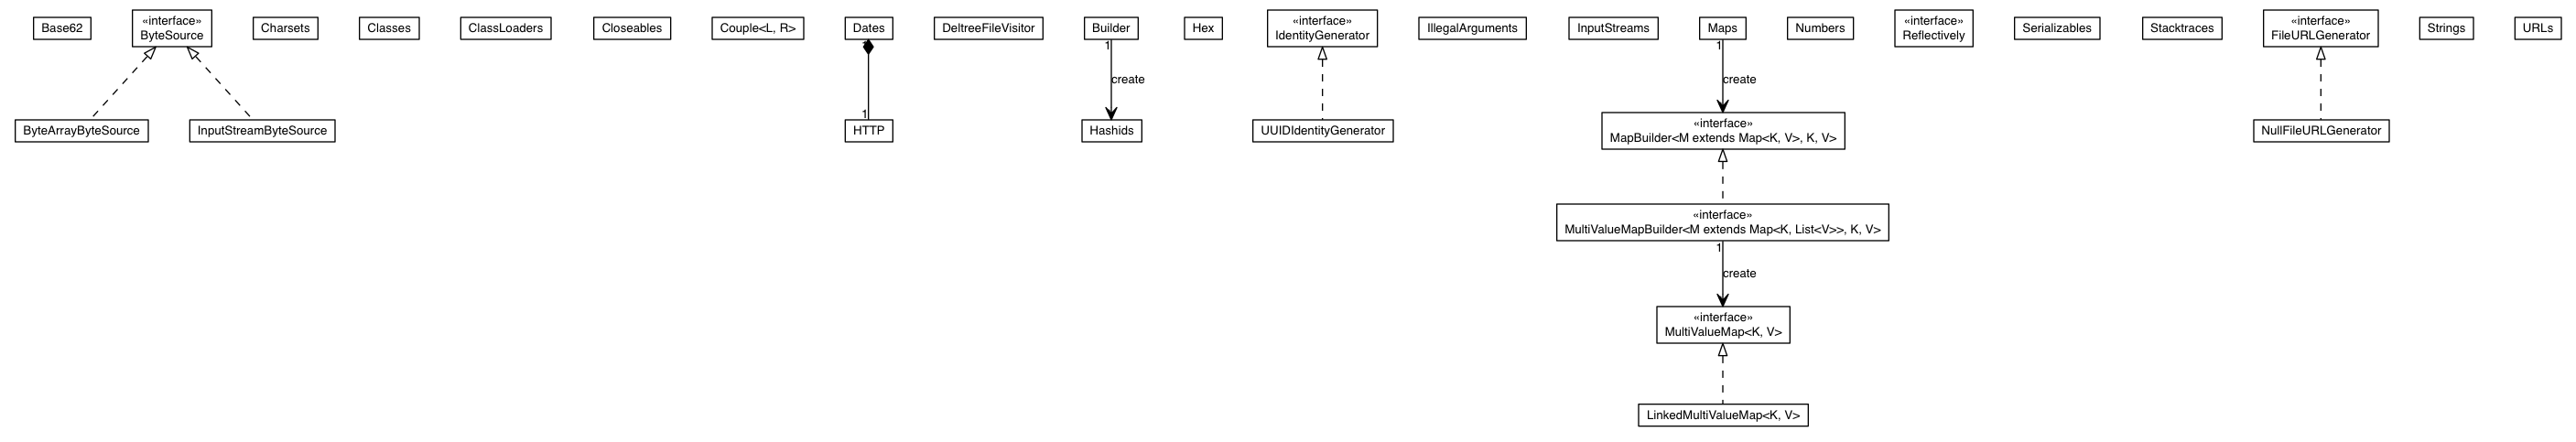 Base62
«interface»
ByteSource
Charsets
Classes
ClassLoaders
Closeables
Couple<L, R>
Dates
DeltreeFileVisitor
Builder
Hex
«interface»
IdentityGenerator
IllegalArguments
InputStreams
Maps
Numbers
«interface»
Reflectively
Serializables
Stacktraces
«interface»
FileURLGenerator
Strings
URLs
1
1
1
create
create
1
ByteArrayByteSource
InputStreamByteSource
HTTP
Hashids
UUIDIdentityGenerator
«interface»
MapBuilder<M extends Map<K, V>, K, V>
NullFileURLGenerator
«interface»
MultiValueMapBuilder<M extends Map<K, List<V>>, K, V>
1
create
«interface»
MultiValueMap<K, V>
LinkedMultiValueMap<K, V>